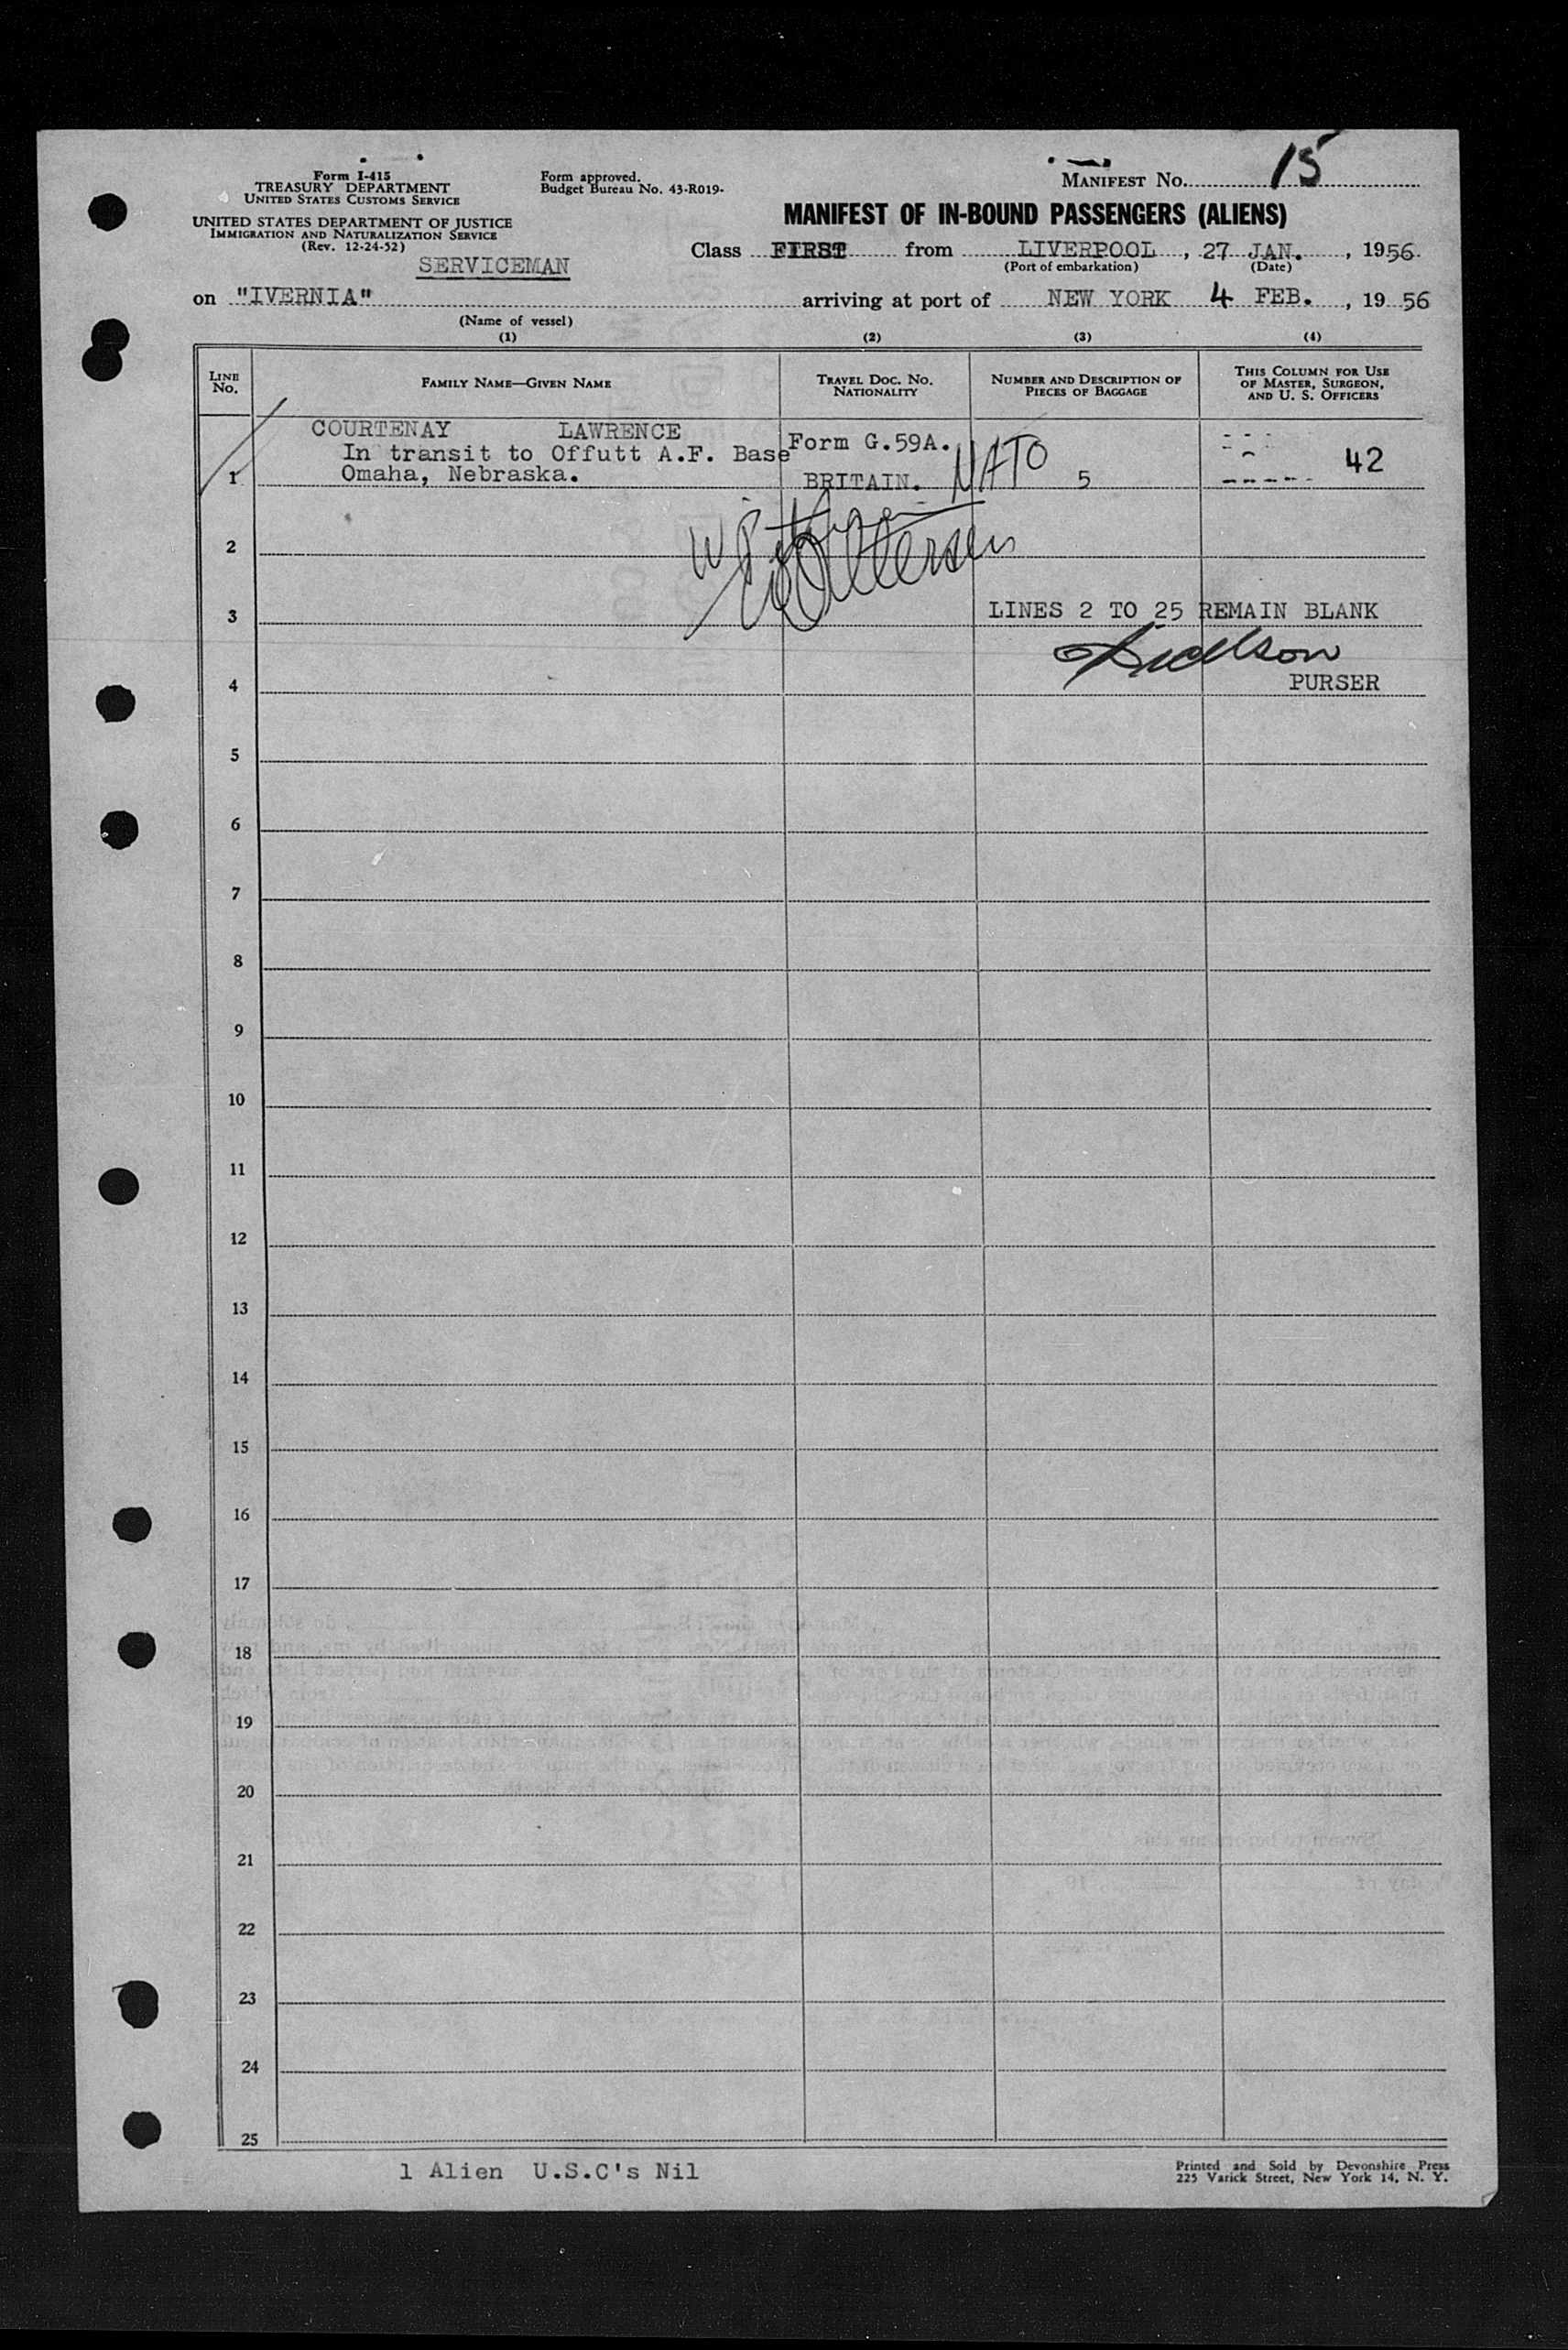 Form I-415
TREASURY DEPARTMENT
UNITED STATES CUSTOMS SERVICE
UNITED STATES DEPARTMENT OF JUSTICE
IMMIGRATION AND NATURALIZATION SERVICE
(Rev. 12-24-52)
Form approved.
Budget Bureau No. 43-R019-
MANIFEST NO. 15
MANIFEST OF IN-BOUND PASSENGERS (ALIENS)
SERVICEMAN
Class FIRST from LIVERPOOL, 27 JAN., 1956
(Port of embarkation) (Date)
on "IVERNIA" arriving at port of NEW YORK 4 FEB., 1956
(Name of vessel)
(1) (2) (3) (4)
LINE NO.
FAMILY NAME—GIVEN NAME
TRAVEL DOC. NO. NATIONALITY
NUMBER AND DESCRIPTION OF PIECES OF BAGGAGE
THIS COLUMN FOR USE OF MASTER, SURGEON, AND U. S. OFFICERS
COURTENAY LAWRENCE Form G.59A.
In transit to Offutt A.F. Base NATO 42
1 Omaha, Nebraska. BRITAIN. 5
2
3 LINES 2 TO 25 REMAIN BLANK
4 PURSER
5
6
7
8
9
10
11
12
13
14
15
16
17
18
19
20
21
22
23
24
25
1 Alien U.S.C's Nil
Printed and Sold by Devonshire Press
225 Varick Street, New York 14, N. Y.